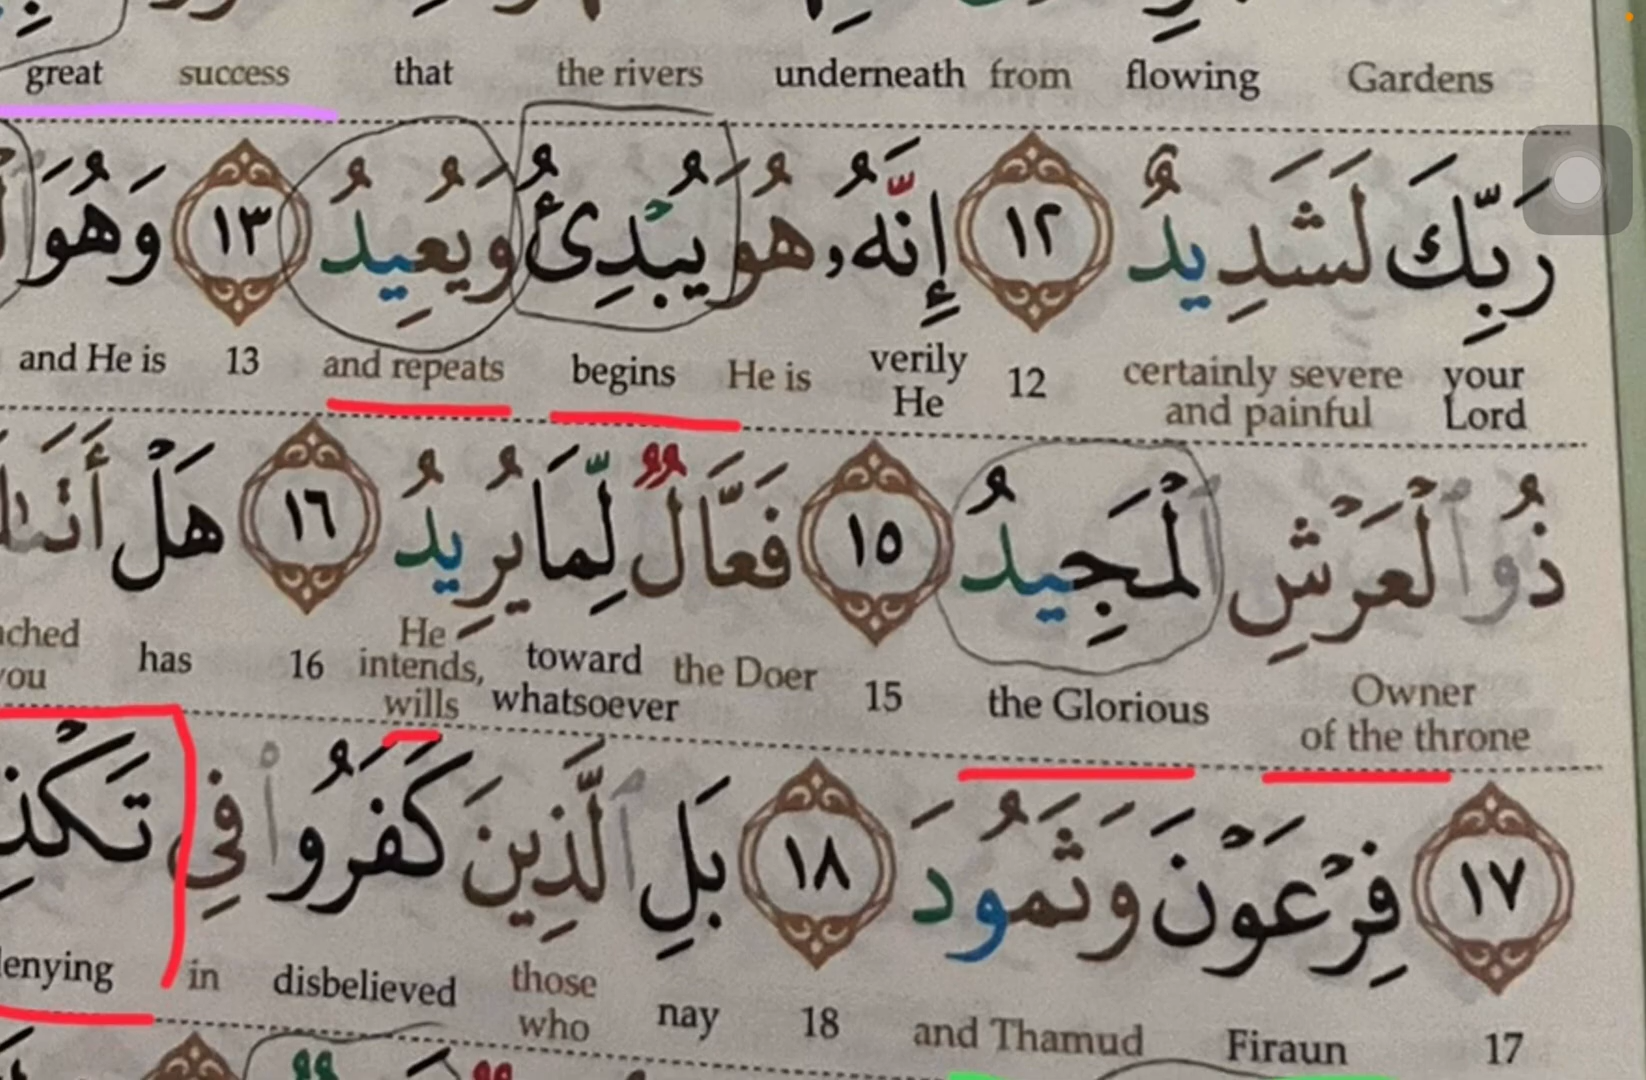 Gardens flowing from underneath the rivers that success great
رَبِّكَ لَشَدِيدٌ ١٢ إِنَّهُۥ هُوَ يُبْدِئُ وَيُعِيدُ ١٣ وَهُوَ
your Lord certainly severe and painful 12 verily He He is begins and repeats 13 and He is
ذُو ٱلْعَرْشِ ٱلْمَجِيدُ ١٥ فَعَّالٌ لِّمَا يُرِيدُ ١٦ هَلْ
Owner of the throne the Glorious 15 the Doer toward whatsoever He intends, wills 16 has
١٧ فِرْعَوْنَ وَثَمُودَ ١٨ بَلِ ٱلَّذِينَ كَفَرُوا۟ فِى
17 Firaun and Thamud 18 nay those who disbelieved in